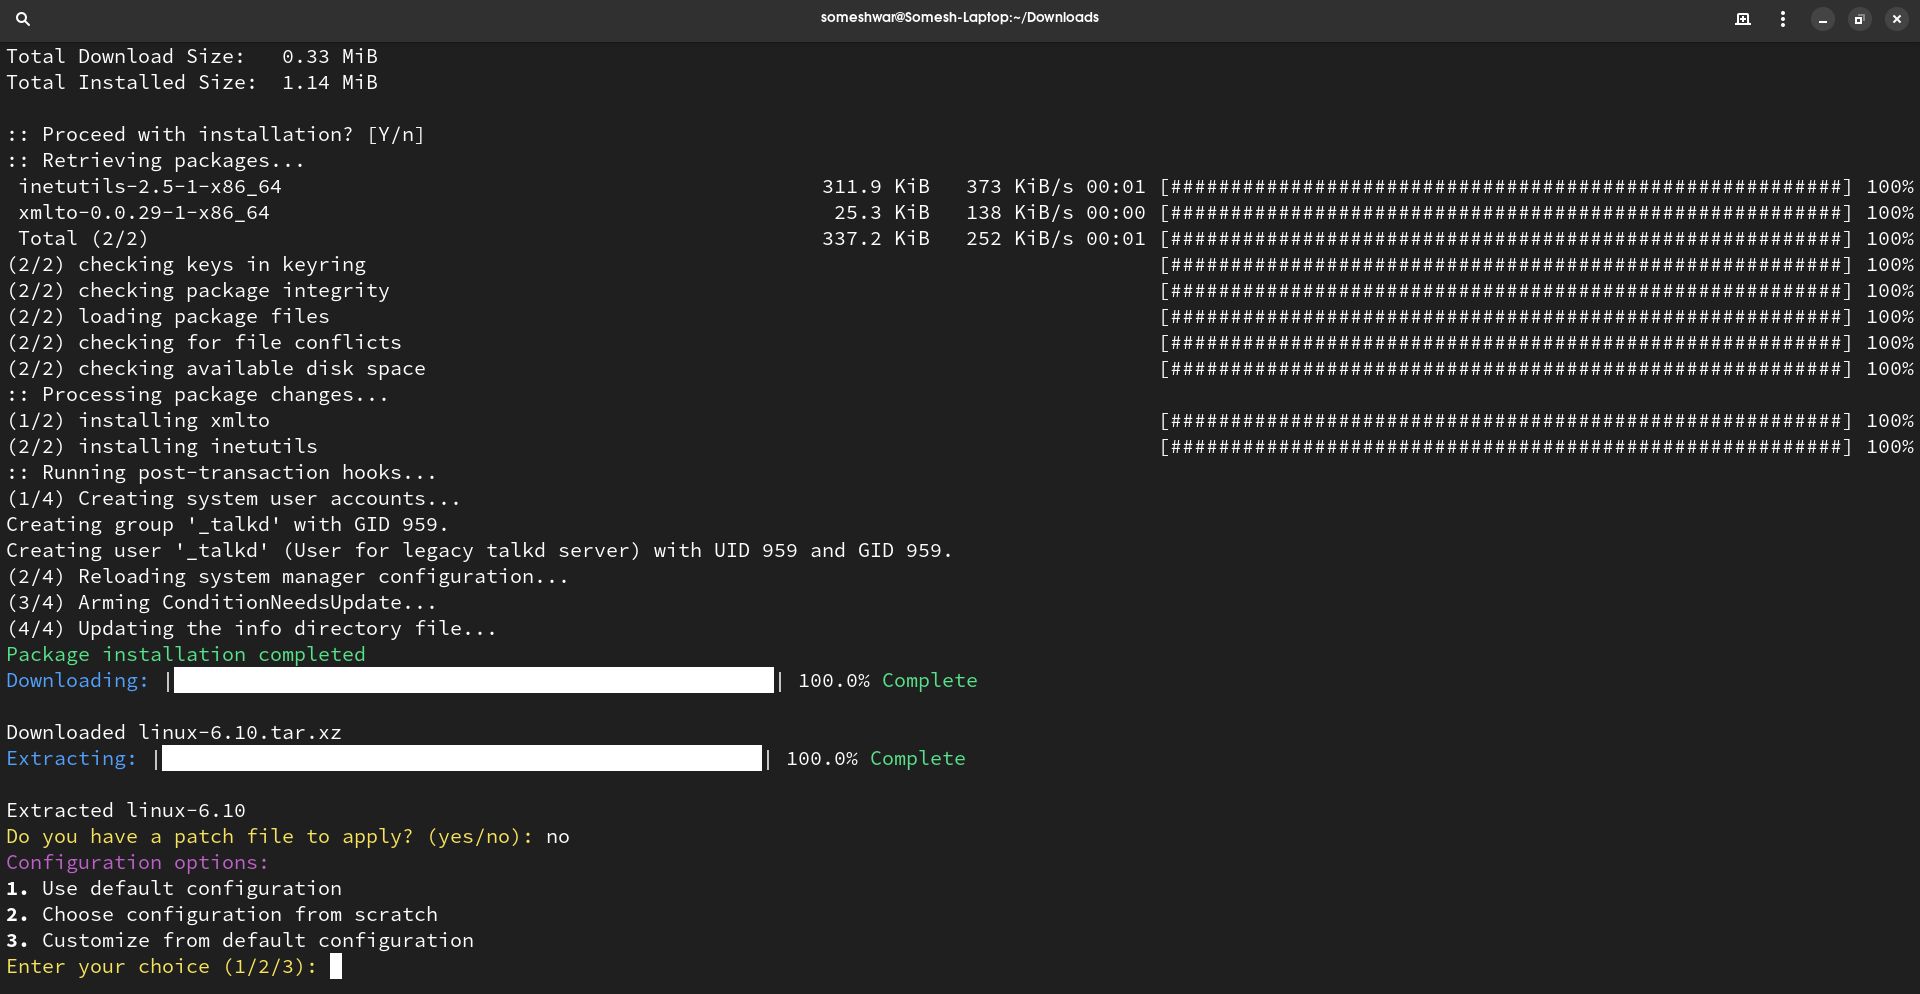 someshwar@Somesh-Laptop:~/Downloads
Total Download Size:   0.33 MiB
Total Installed Size:  1.14 MiB
:: Proceed with installation? [Y/n]
:: Retrieving packages...
inetutils-2.5-1-x86_64 311.9 KiB 373 KiB/s 00:01 [########################################################] 100%
xmlto-0.0.29-1-x86_64 25.3 KiB 138 KiB/s 00:00 [########################################################] 100%
Total (2/2) 337.2 KiB 252 KiB/s 00:01 [########################################################] 100%
(2/2) checking keys in keyring [########################################################] 100%
(2/2) checking package integrity [########################################################] 100%
(2/2) loading package files [########################################################] 100%
(2/2) checking for file conflicts [########################################################] 100%
(2/2) checking available disk space [########################################################] 100%
:: Processing package changes...
(1/2) installing xmlto [########################################################] 100%
(2/2) installing inetutils [########################################################] 100%
:: Running post-transaction hooks...
(1/4) Creating system user accounts...
Creating group '_talkd' with GID 959.
Creating user '_talkd' (User for legacy talkd server) with UID 959 and GID 959.
(2/4) Reloading system manager configuration...
(3/4) Arming ConditionNeedsUpdate...
(4/4) Updating the info directory file...
Package installation completed
Downloading: | | 100.0% Complete
Downloaded linux-6.10.tar.xz
Extracting: | | 100.0% Complete
Extracted linux-6.10
Do you have a patch file to apply? (yes/no): no
Configuration options:
1. Use default configuration
2. Choose configuration from scratch
3. Customize from default configuration
Enter your choice (1/2/3):